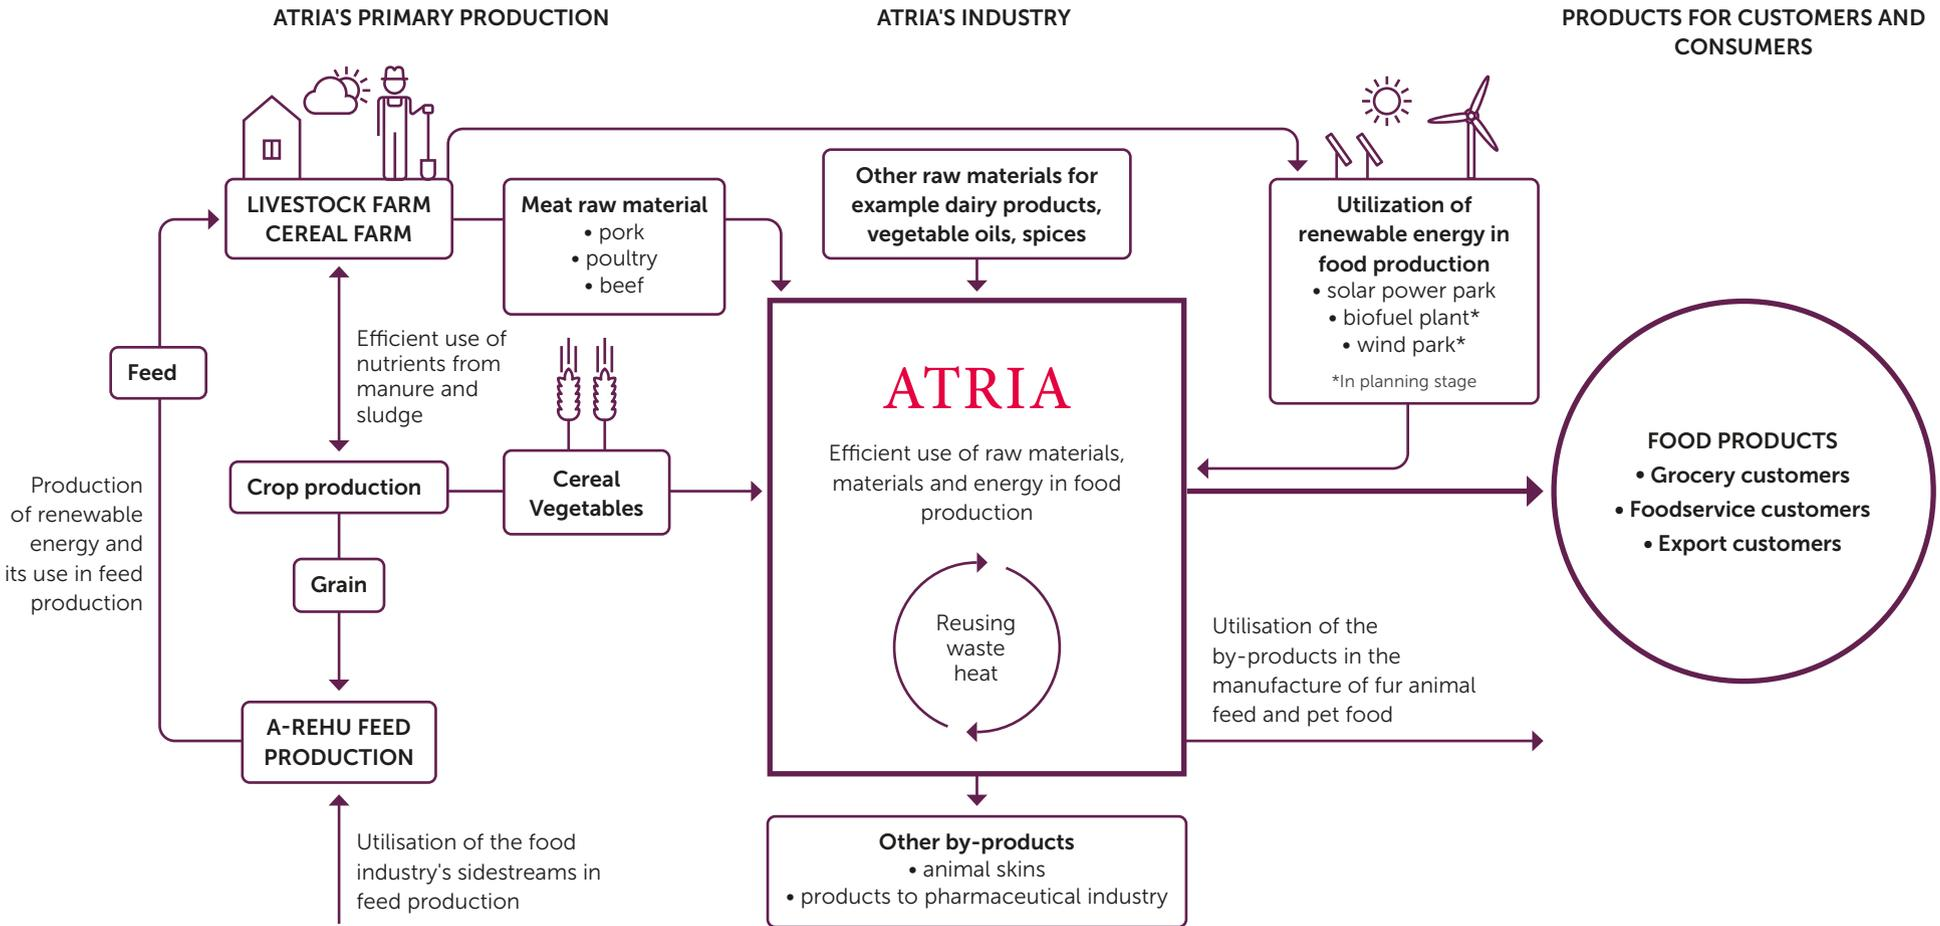 ATRIA'S PRIMARY PRODUCTION
ATRIA'S INDUSTRY
PRODUCTS FOR CUSTOMERS AND
CONSUMERS
LIVESTOCK FARM
CEREAL FARM
Meat raw material
• pork
• poultry
• beef
Other raw materials for
example dairy products,
vegetable oils, spices
Utilization of
renewable energy in
food production
• solar power park
• biofuel plant*
• wind park*
*In planning stage
Feed
Efficient use of
nutrients from
manure and
sludge
Production
of renewable
energy and
its use in feed
production
Crop production
Cereal
Vegetables
Grain
A-REHU FEED
PRODUCTION
Utilisation of the food
industry's sidestreams in
feed production
ATRIA
Efficient use of raw materials,
materials and energy in food
production
Reusing
waste
heat
Other by-products
• animal skins
• products to pharmaceutical industry
Utilisation of the
by-products in the
manufacture of fur animal
feed and pet food
FOOD PRODUCTS
• Grocery customers
• Foodservice customers
• Export customers